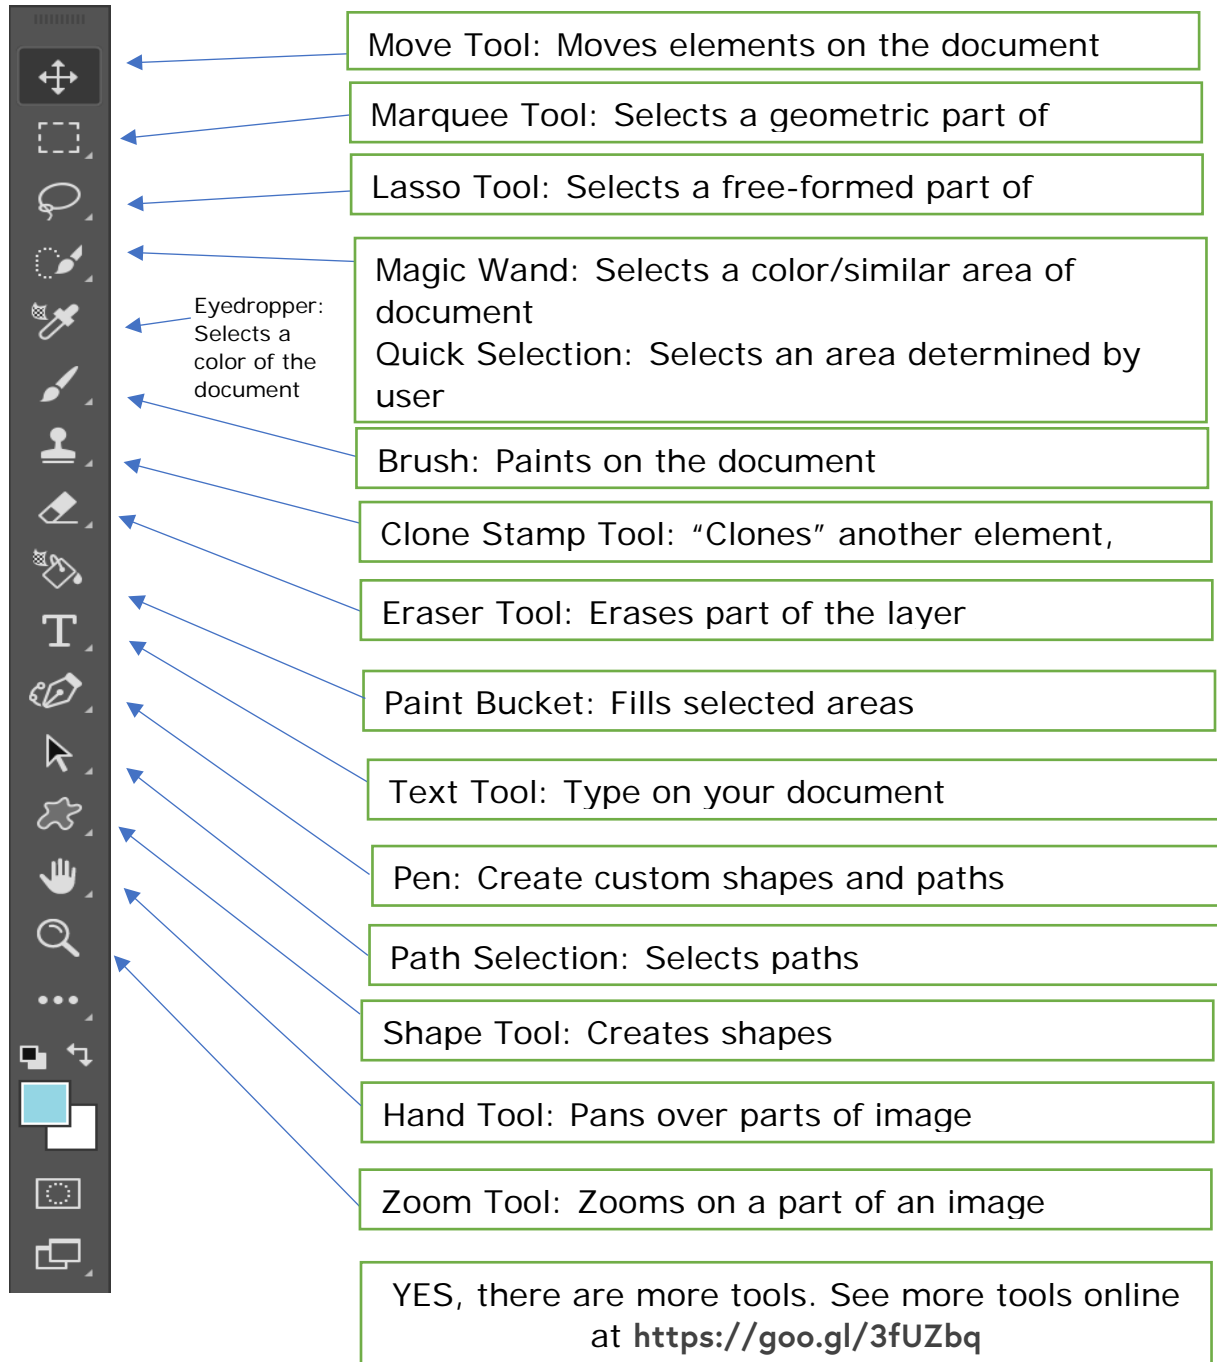 Move Tool: Moves elements on the document
Marquee Tool: Selects a geometric part of
Lasso Tool: Selects a free-formed part of
Magic Wand: Selects a color/similar area of
document
Quick Selection: Selects an area determined by
user
Eyedropper:
Selects a
color of the
document
Brush: Paints on the document
Clone Stamp Tool: “Clones” another element,
Eraser Tool: Erases part of the layer
Paint Bucket: Fills selected areas
Text Tool: Type on your document
Pen: Create custom shapes and paths
Path Selection: Selects paths
Shape Tool: Creates shapes
Hand Tool: Pans over parts of image
Zoom Tool: Zooms on a part of an image
YES, there are more tools. See more tools online
at https://goo.gl/3fUZbq